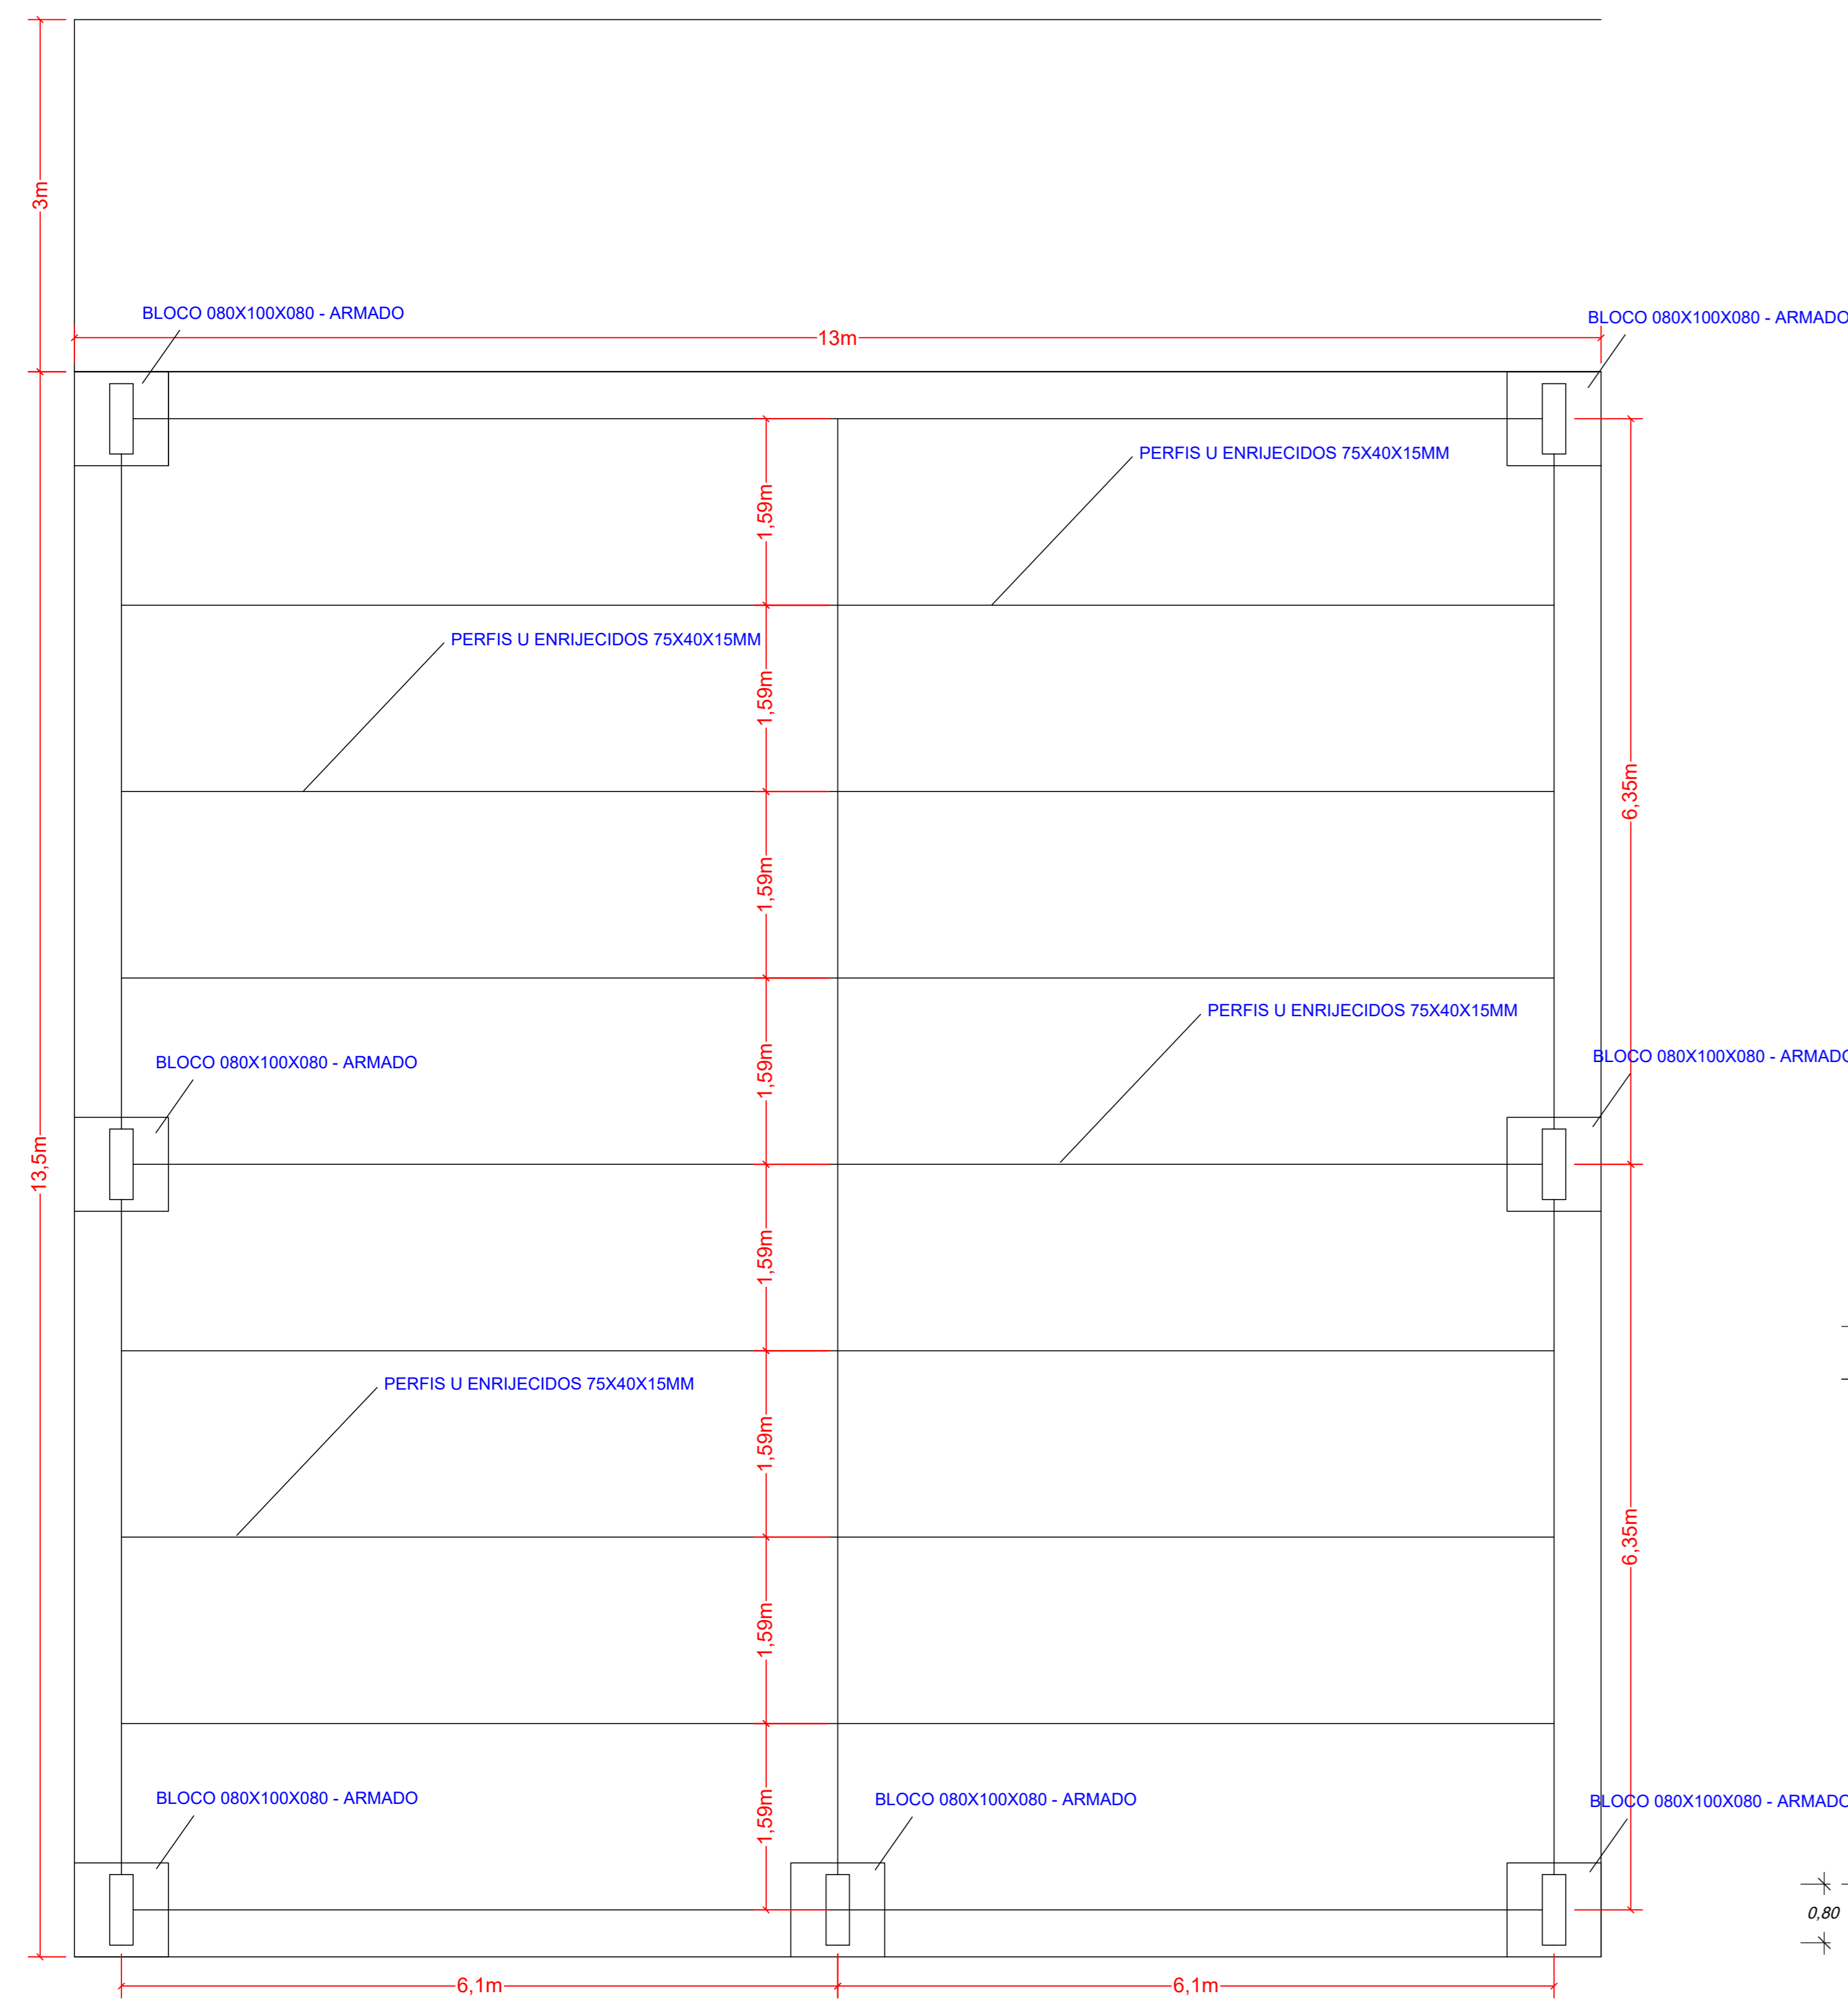 3m
BLOCO 080X100X080 - ARMADO
BLOCO 080X100X080 - ARMADO
13m
PERFIS U ENRIJECIDOS 75X40X15MM
1,59m
PERFIS U ENRIJECIDOS 75X40X15MM
1,59m
6,35m
1,59m
PERFIS U ENRIJECIDOS 75X40X15MM
BLOCO 080X100X080 - ARMADO
BLOCO 080X100X080 - ARMADO
1,59m
13,5m
1,59m
PERFIS U ENRIJECIDOS 75X40X15MM
1,59m
6,35m
1,59m
BLOCO 080X100X080 - ARMADO
BLOCO 080X100X080 - ARMADO
BLOCO 080X100X080 - ARMADO
1,59m
0,80
6,1m
6,1m